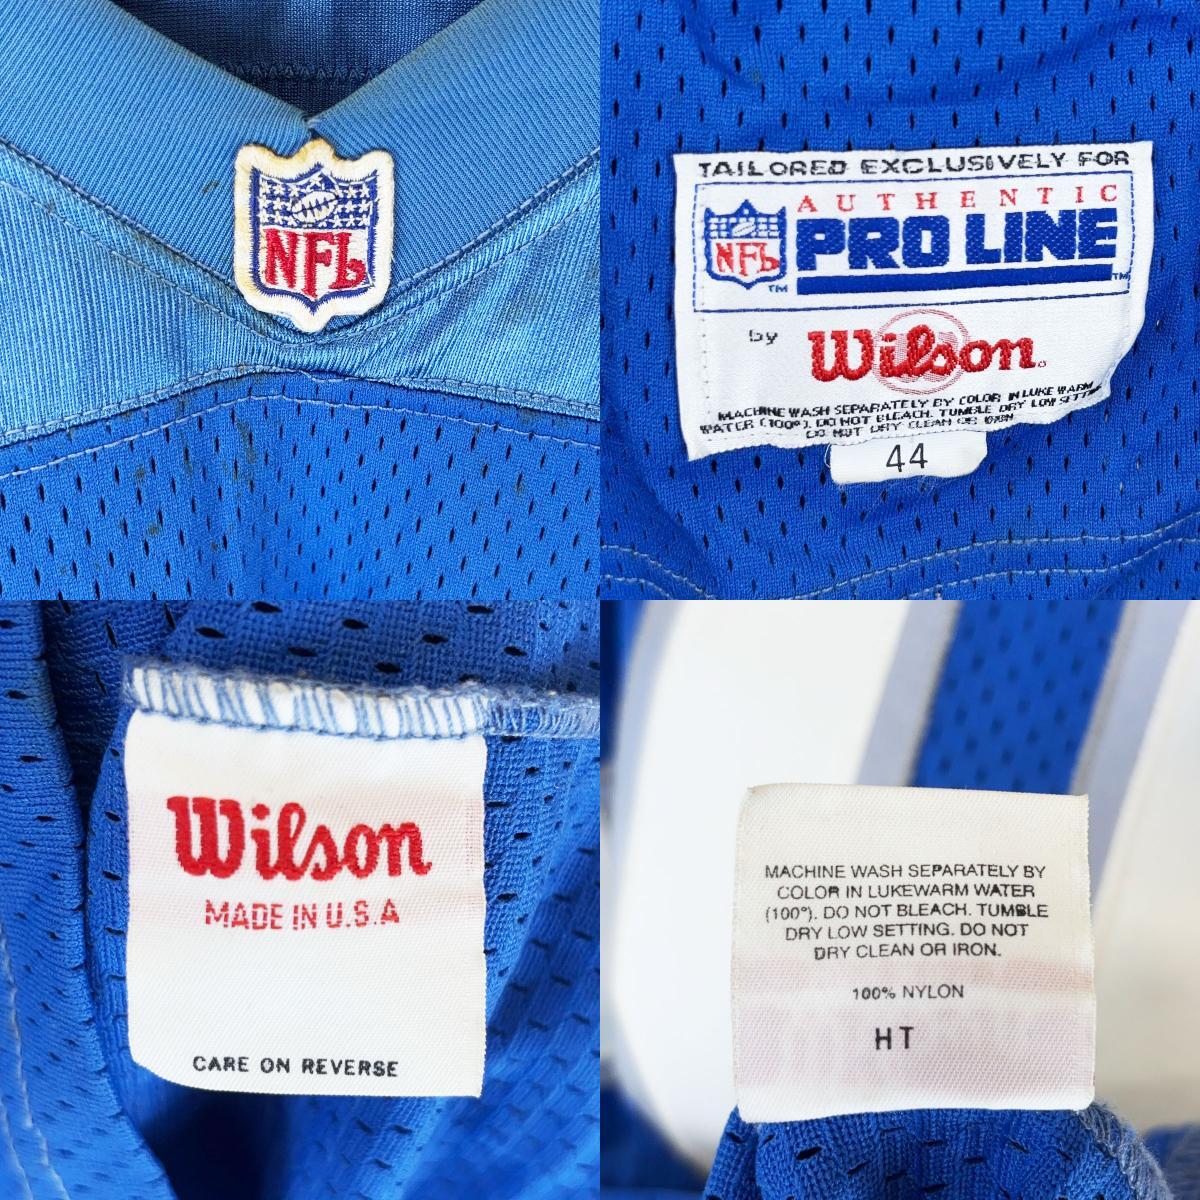 NFL
TAILORED EXCLUSIVELY FOR
NFL
AUTHENTIC
PRO LINE
TM
TM
by Wilson
MACHINE WASH SEPARATELY BY COLOR IN LUKE WARM
WATER (100°). DO NOT BLEACH. TUMBLE DRY LOW SETTING
DO NOT DRY CLEAN OR IRON
44
Wilson
MADE IN U.S.A
CARE ON REVERSE
MACHINE WASH SEPARATELY BY
COLOR IN LUKEWARM WATER
(100°). DO NOT BLEACH. TUMBLE
DRY LOW SETTING. DO NOT
DRY CLEAN OR IRON.
100% NYLON
HT